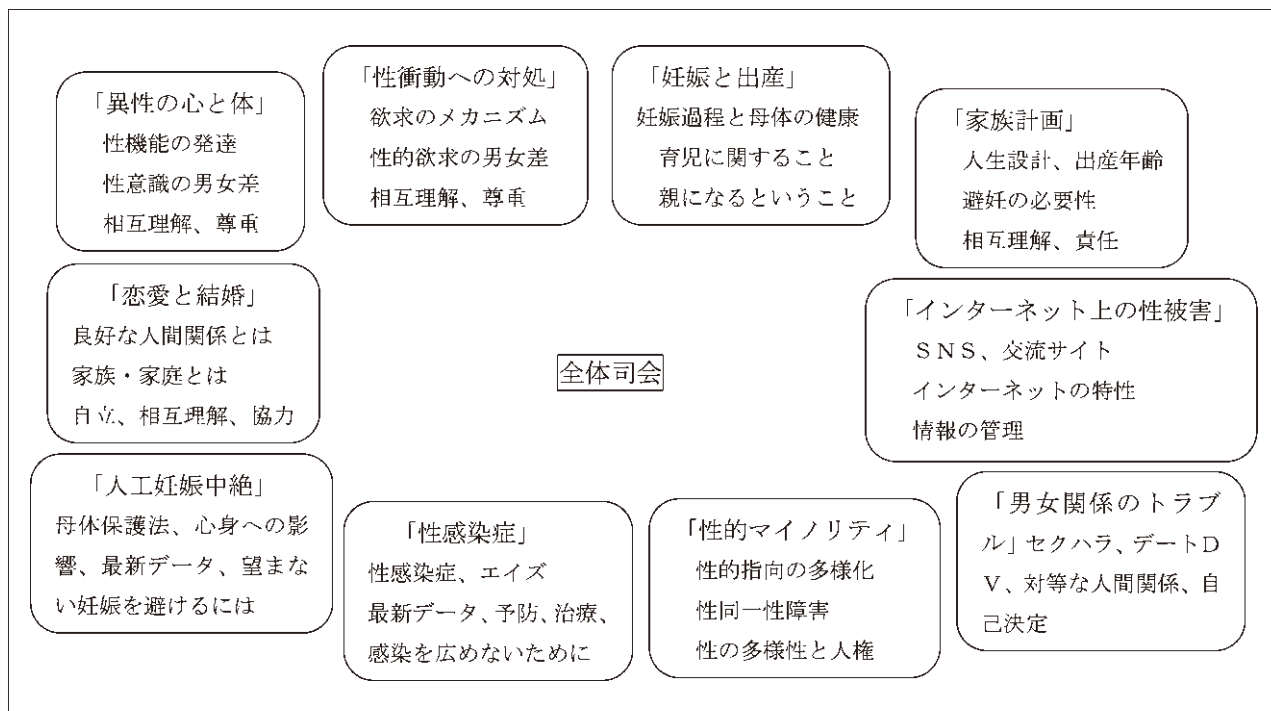 「異性の心と体」
性機能の発達
性意識の男女差
相互理解、尊重
「性衝動への対処」
欲求のメカニズム
性的欲求の男女差
相互理解、尊重
「妊娠と出産」
妊娠過程と母体の健康
育児に関すること
親になるということ
「家族計画」
人生設計、出産年齢
避妊の必要性
相互理解、責任
「恋愛と結婚」
良好な人間関係とは
家族・家庭とは
自立、相互理解、協力
全体司会
「インターネット上の性被害」
SNS、交流サイト
インターネットの特性
情報の管理
「人工妊娠中絶」
母体保護法、心身への影
響、最新データ、望まな
い妊娠を避けるには
「性感染症」
性感染症、エイズ
最新データ、予防、治療、
感染を広めないために
「性的マイノリティ」
性的指向の多様化
性同一性障害
性の多様性と人権
「男女関係のトラブ
ル」セクハラ、デートD
V、対等な人間関係、自
己決定